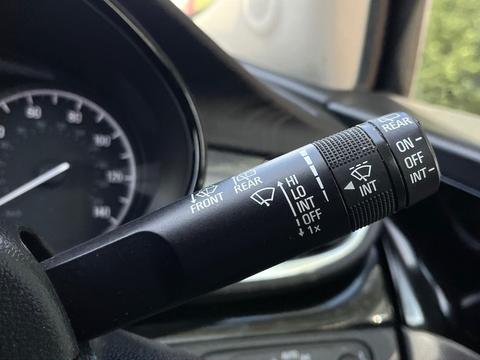 80
100
120
140
FRONT
REAR
HI
LO
INT
OFF
1x
INT
REAR
ON
OFF
INT